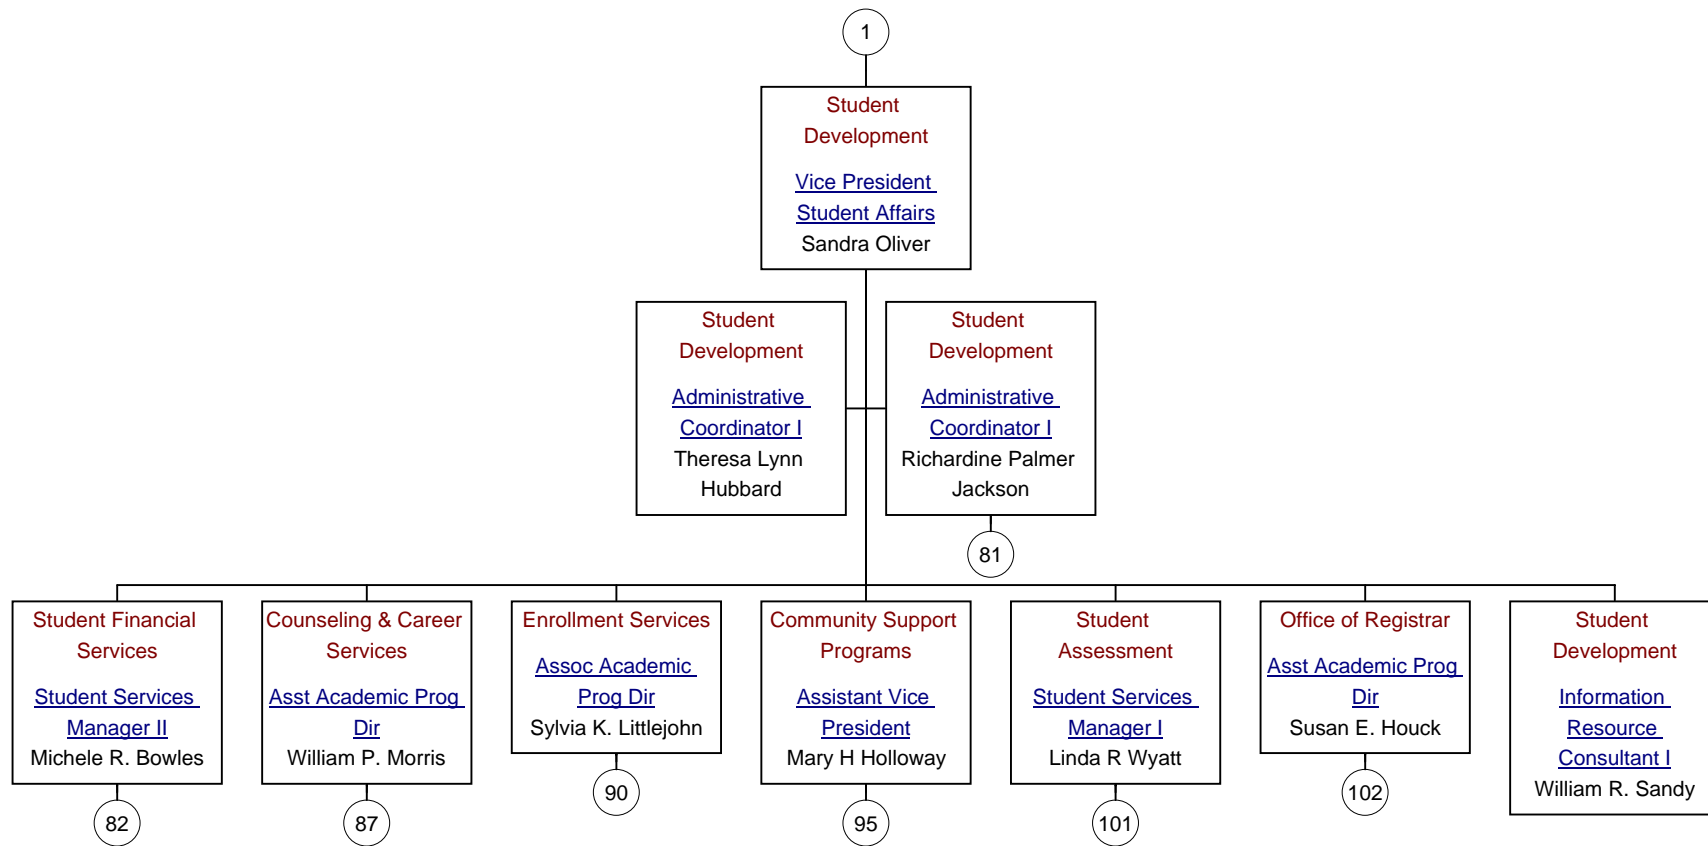 1
Student
Development
Vice President
Student Affairs
Sandra Oliver
Student
Development
Administrative
Coordinator I
Theresa Lynn
Hubbard
Student
Development
Administrative
Coordinator I
Richardine Palmer
Jackson
81
Student Financial
Services
Student Services
Manager II
Michele R. Bowles
82
Counseling & Career
Services
Asst Academic Prog
Dir
William P. Morris
87
Enrollment Services
Assoc Academic
Prog Dir
Sylvia K. Littlejohn
90
Community Support
Programs
Assistant Vice
President
Mary H Holloway
95
Student
Assessment
Student Services
Manager I
Linda R Wyatt
101
Office of Registrar
Asst Academic Prog
Dir
Susan E. Houck
102
Student
Development
Information
Resource
Consultant I
William R. Sandy